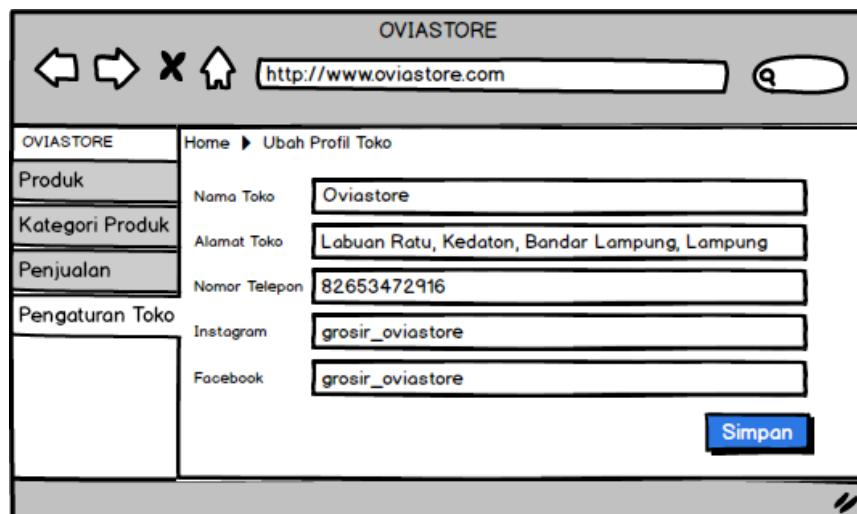 OVIASTORE
http://www.oviastore.com
OVIASTORE
Home Ubah Profil Toko
Produk
Kategori Produk
Penjualan
Pengaturan Toko
Nama Toko Oviastore
Alamat Toko Labuan Ratu, Kedaton, Bandar Lampung, Lampung
Nomor Telepon 82653472916
Instagram grosir_oviastore
Facebook grosir_oviastore
Simpan